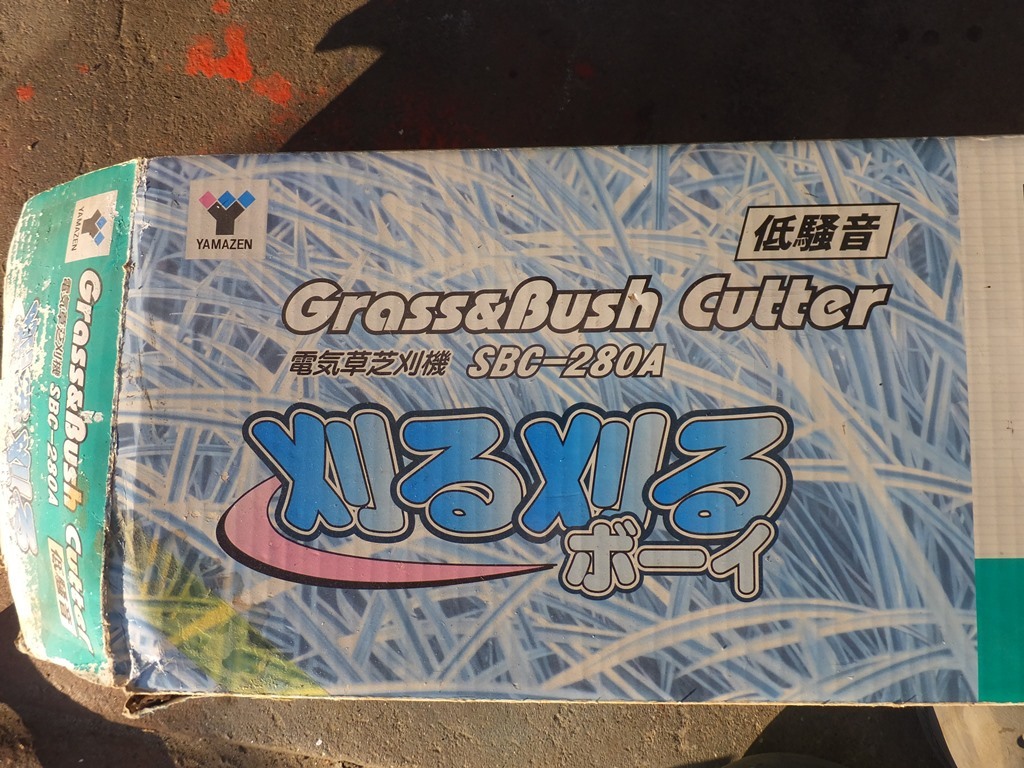 YAMAZEN
低騒音
Grass&Bush Cutter
電気草芝刈機 SBC-280A
刈る刈る
ボーイ
YAMAZEN
Grass&Bush Cutter
電気草芝刈機 SBC-280A
低騒音